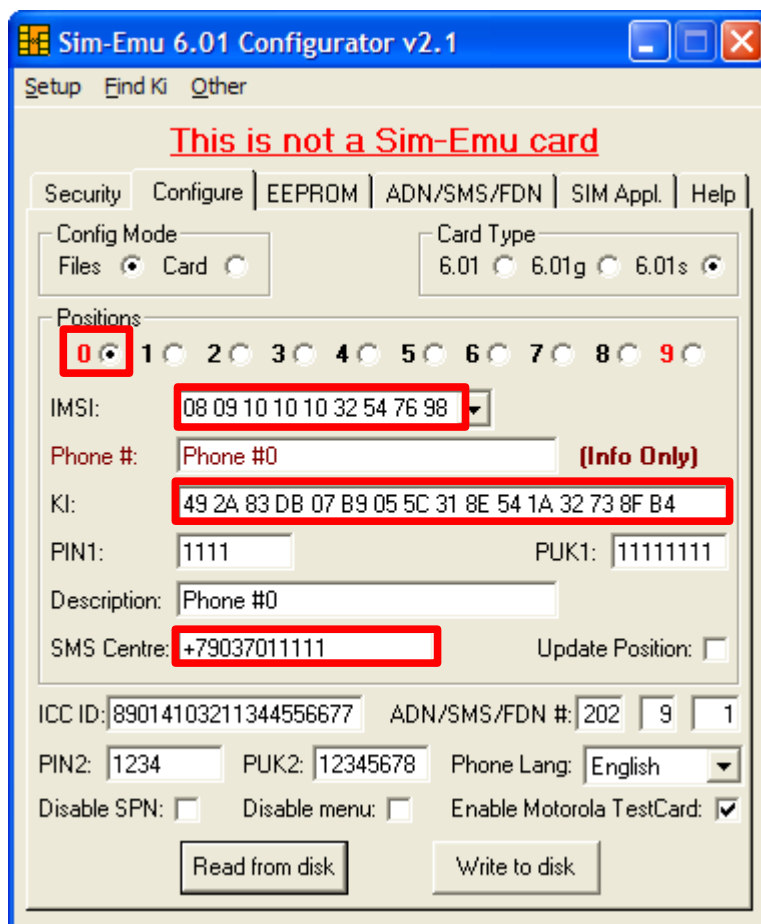 Sim-Emu 6.01 Configurator v2.1
Setup Find Ki Other
This is not a Sim-Emu card
Security Configure EEPROM ADN/SMS/FDN SIM Appl. Help
Config Mode Card Type
Files Card 6.01 6.01g 6.01s
Positions
0 1 2 3 4 5 6 7 8 9
IMSI: 08 09 10 10 10 32 54 76 98
Phone #: Phone #0 (Info Only)
KI: 49 2A 83 DB 07 B9 05 5C 31 8E 54 1A 32 73 8F B4
PIN1: 1111 PUK1: 11111111
Description: Phone #0
SMS Centre: +79037011111 Update Position:
ICC ID: 89014103211344556677 ADN/SMS/FDN #: 202 9 1
PIN2: 1234 PUK2: 12345678 Phone Lang: English
Disable SPN: Disable menu: Enable Motorola TestCard:
Read from disk Write to disk